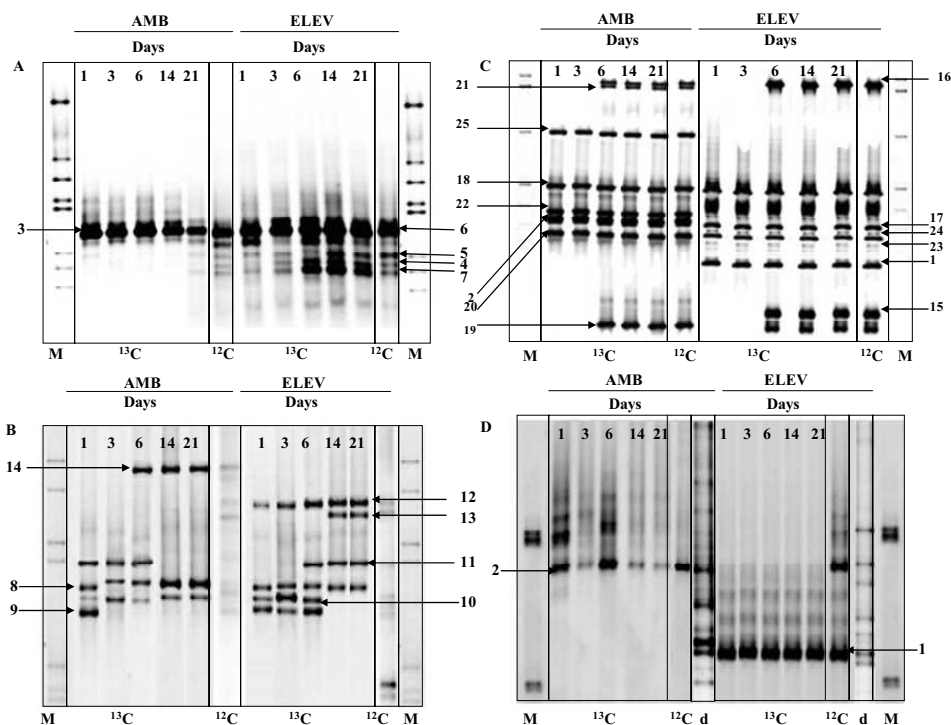 AMB ELEV
Days Days
A
1 3 6 14 21 1 3 6 14 21
3
6
5
4
7
M ¹³C ¹²C ¹³C ¹²C M
AMB ELEV
Days Days
C
1 3 6 14 21 1 3 6 14 21
21
16
25
18
22
17
24
23
2
1
20
15
19
M ¹³C ¹²C ¹³C ¹²C M
AMB ELEV
Days Days
B
1 3 6 14 21 1 3 6 14 21
14
12
13
11
8
10
9
M ¹³C ¹²C ¹³C ¹²C M
AMB ELEV
Days Days
D
1 3 6 14 21 1 3 6 14 21
2
1
M ¹³C ¹²C d ¹³C ¹²C d M